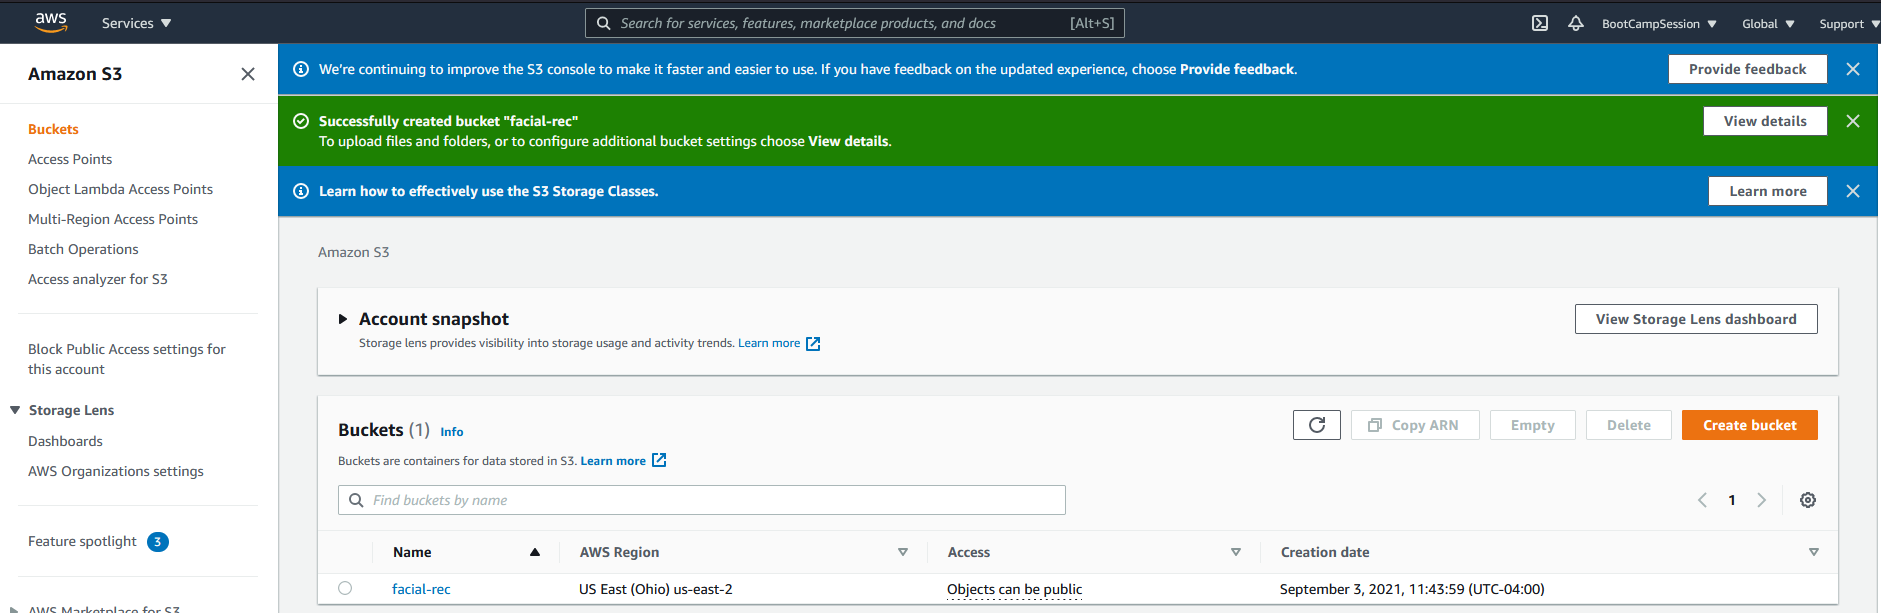 aws Services Search for services, features, marketplace products, and docs [Alt+S] BootCampSession Global Support
Amazon S3
Buckets
Access Points
Object Lambda Access Points
Multi-Region Access Points
Batch Operations
Access analyzer for S3
Block Public Access settings for
this account
Storage Lens
Dashboards
AWS Organizations settings
Feature spotlight 3
AWS Marketplace for S3
We're continuing to improve the S3 console to make it faster and easier to use. If you have feedback on the updated experience, choose Provide feedback. Provide feedback
Successfully created bucket "facial-rec"
To upload files and folders, or to configure additional bucket settings choose View details. View details
Learn how to effectively use the S3 Storage Classes. Learn more
Amazon S3
Account snapshot View Storage Lens dashboard
Storage lens provides visibility into storage usage and activity trends. Learn more
Buckets (1) Info Copy ARN Empty Delete Create bucket
Buckets are containers for data stored in S3. Learn more
Find buckets by name 1
Name AWS Region Access Creation date
facial-rec US East (Ohio) us-east-2 Objects can be public September 3, 2021, 11:43:59 (UTC-04:00)